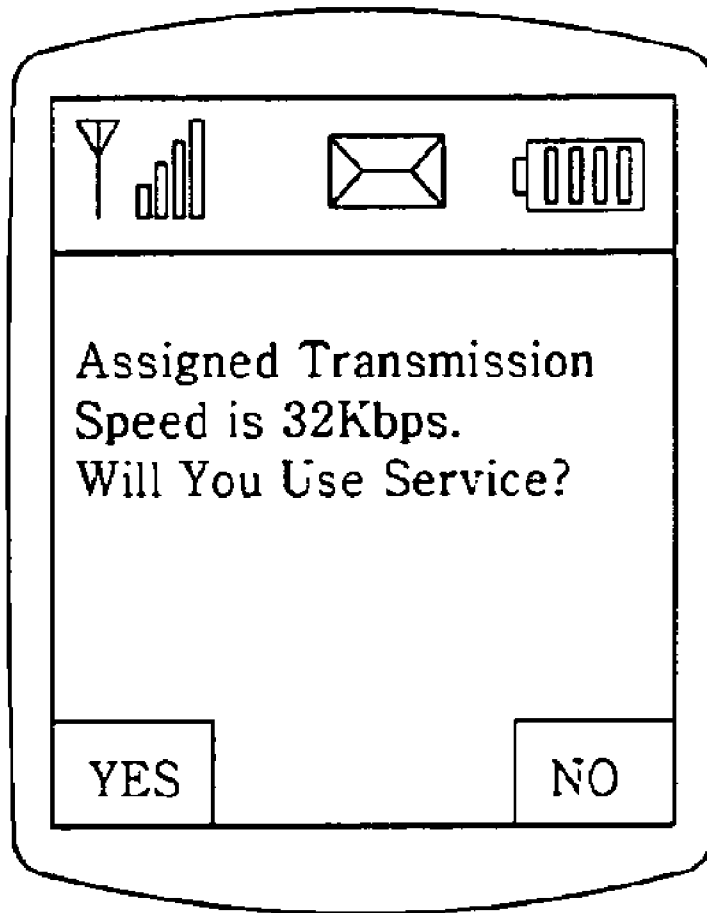 Assigned Transmission
Speed is 32Kbps.
Will You Use Service?
YES
NO